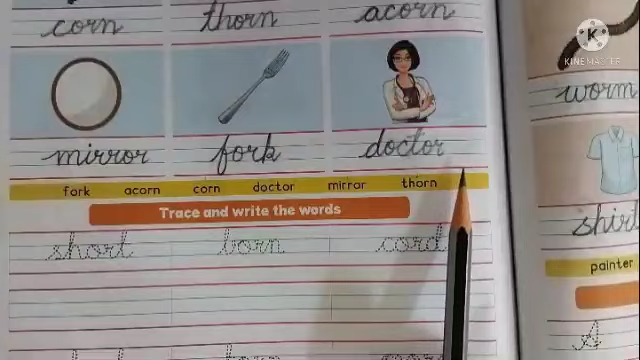 corn thorn acorn
KINEMASTER
worm
mirror fork doctor
fork acorn corn doctor mirror thorn
shirt
Trace and write the words
painter
short born cord